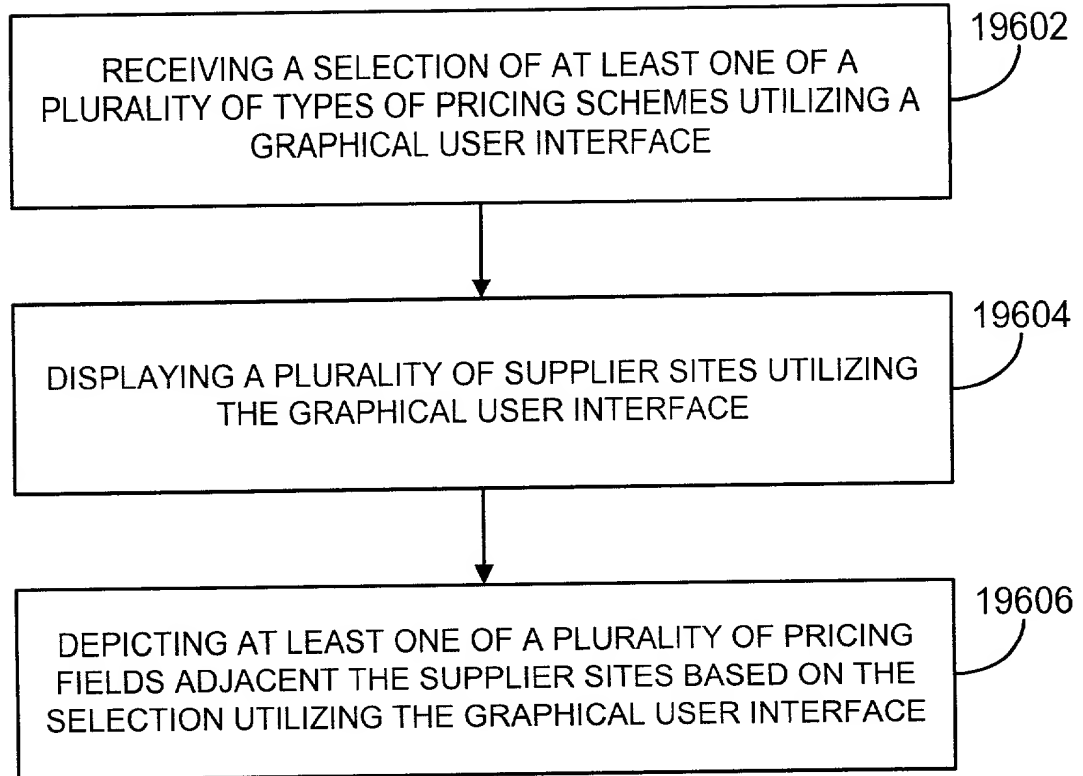 19602
RECEIVING A SELECTION OF AT LEAST ONE OF A
PLURALITY OF TYPES OF PRICING SCHEMES UTILIZING A
GRAPHICAL USER INTERFACE
19604
DISPLAYING A PLURALITY OF SUPPLIER SITES UTILIZING
THE GRAPHICAL USER INTERFACE
19606
DEPICTING AT LEAST ONE OF A PLURALITY OF PRICING
FIELDS ADJACENT THE SUPPLIER SITES BASED ON THE
SELECTION UTILIZING THE GRAPHICAL USER INTERFACE